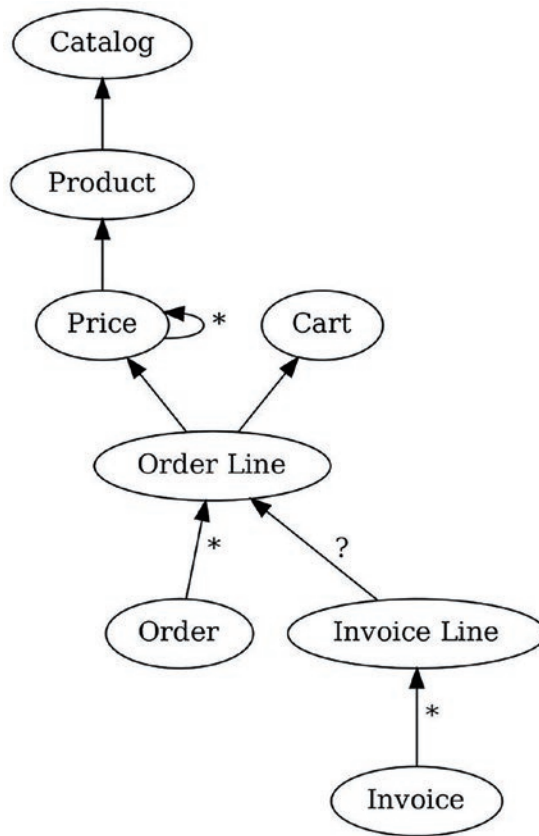 Catalog
Product
Price
*
Cart
Order Line
*
?
Order
Invoice Line
*
Invoice